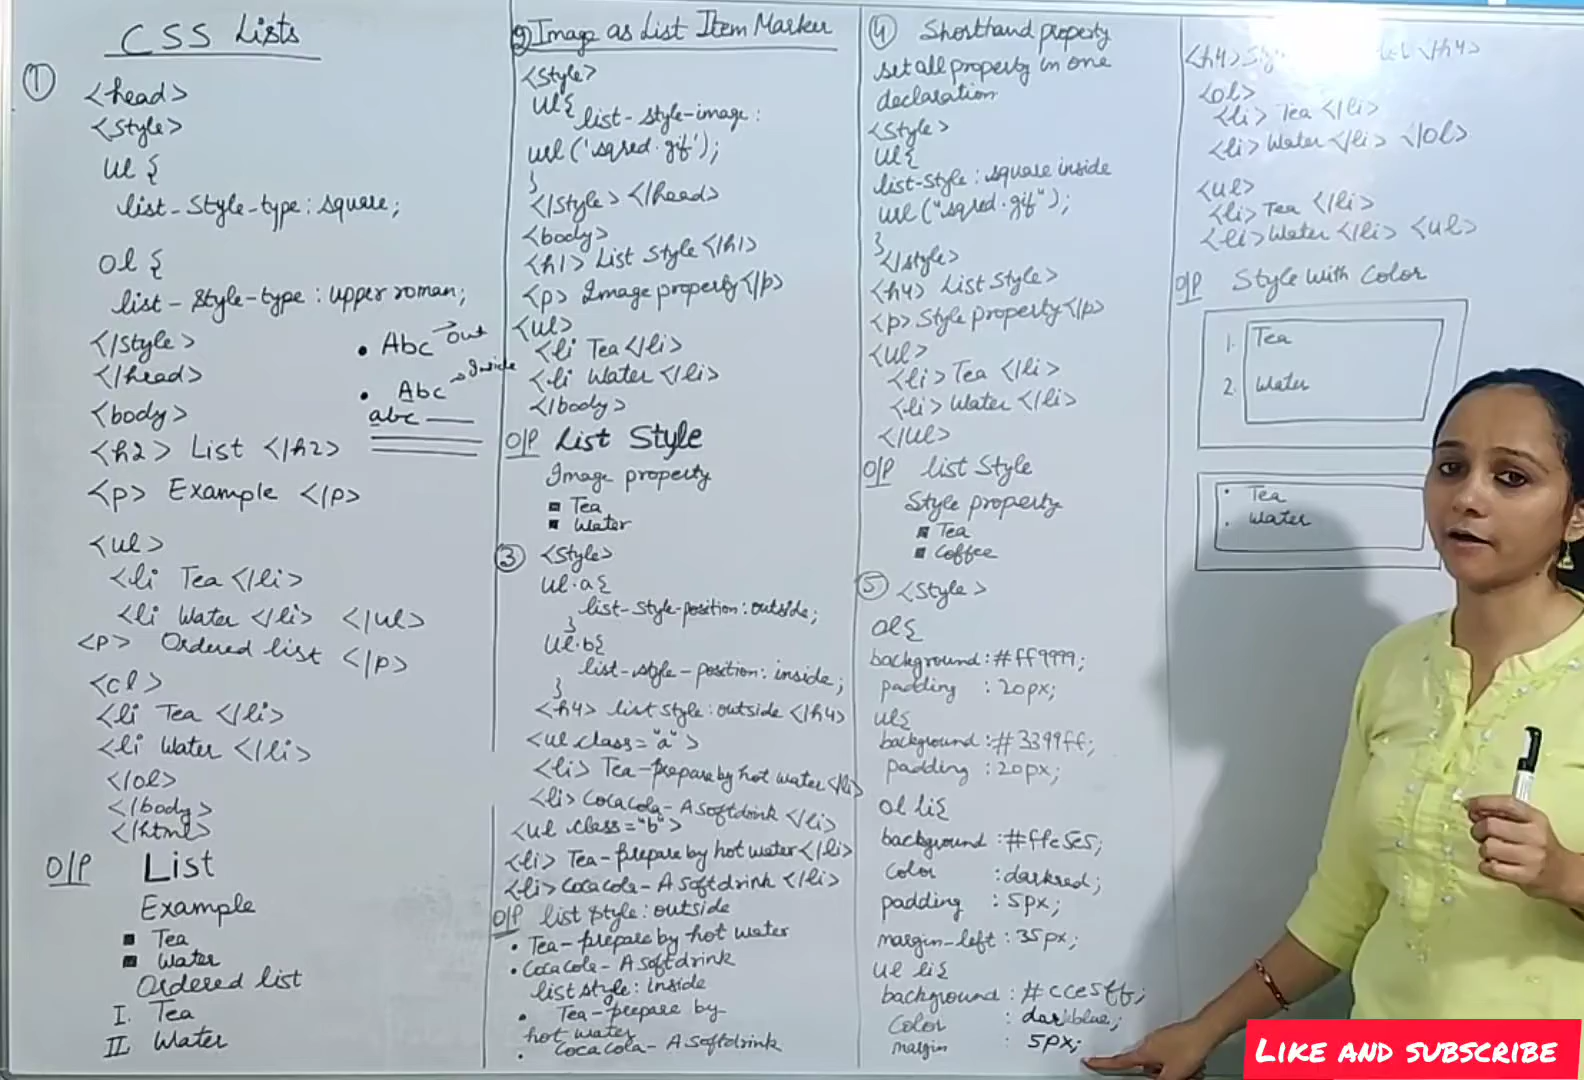 CSS Lists
①
<head>
<style>
ul {
list-style-type: square;
ol {
list-style-type: upper roman;
</style>
</head>
<body>
<h2> List </h2>
<p> Example </p>
<ul>
<li Tea </li>
<li Water </li> </ul>
<p> Ordered list </p>
<cl>
<li Tea </li>
<li Water </li>
</ol>
</body>
</html>
O/P List
Example
■ Tea
■ Water
Ordered list
I. Tea
II Water
• Abc → out
• Abc → Inside
abc
② Image as List Item Marker
<style>
ul{
list-style-image:
url('sqred.gif');
}
</style> </head>
<body>
<h1> List Style </h1>
<p> Image property </p>
<ul>
<li Tea </li>
<li Water </li>
</body>
O/P List Style
Image property
■ Tea
■ Water
③ <style>
ul.a{
list-style-position: outside;
}
ul.b{
list-style-position: inside;
}
<h4> list style: outside </h4>
<ul class="a">
<li> Tea-prepare by hot water </li>
<li> Coca cola- A soft drink </li>
<ul class="b">
<li> Tea-prepare by hot water </li>
<li> Coca cola- A soft drink </li>
O/P list style: outside
• Tea-prepare by hot water
• Coca cola- A soft drink
list style: inside
• Tea-prepare by
hot water
• Coca cola- A soft drink
④ Shorthand property
set all property in one
declaration
<style>
ul{
list-style: square inside
url("sqred.gif");
}
</style>
<h4> List Style>
<p> Style property </p>
<ul>
<li> Tea </li>
<li> Water </li>
</ul>
O/P list Style
Style property
■ Tea
■ Coffee
⑤ <style>
ol{
background: #ff9999;
padding : 20px;
ul{
background: #3399ff;
padding : 20px;
ol li{
background : #ffe5e5;
color : darkred;
padding : 5px;
margin-left : 35px;
ul li{
background : #cce5ff;
color : darkblue;
margin : 5px;
<h4> </h4>
<ol>
<li> Tea </li>
<li> Water </li> </ol>
<ul>
<li> Tea </li>
<li> Water </li> <ul>
O/P Style with Color
1. Tea
2. Water
• Tea
• Water
LIKE AND SUBSCRIBE